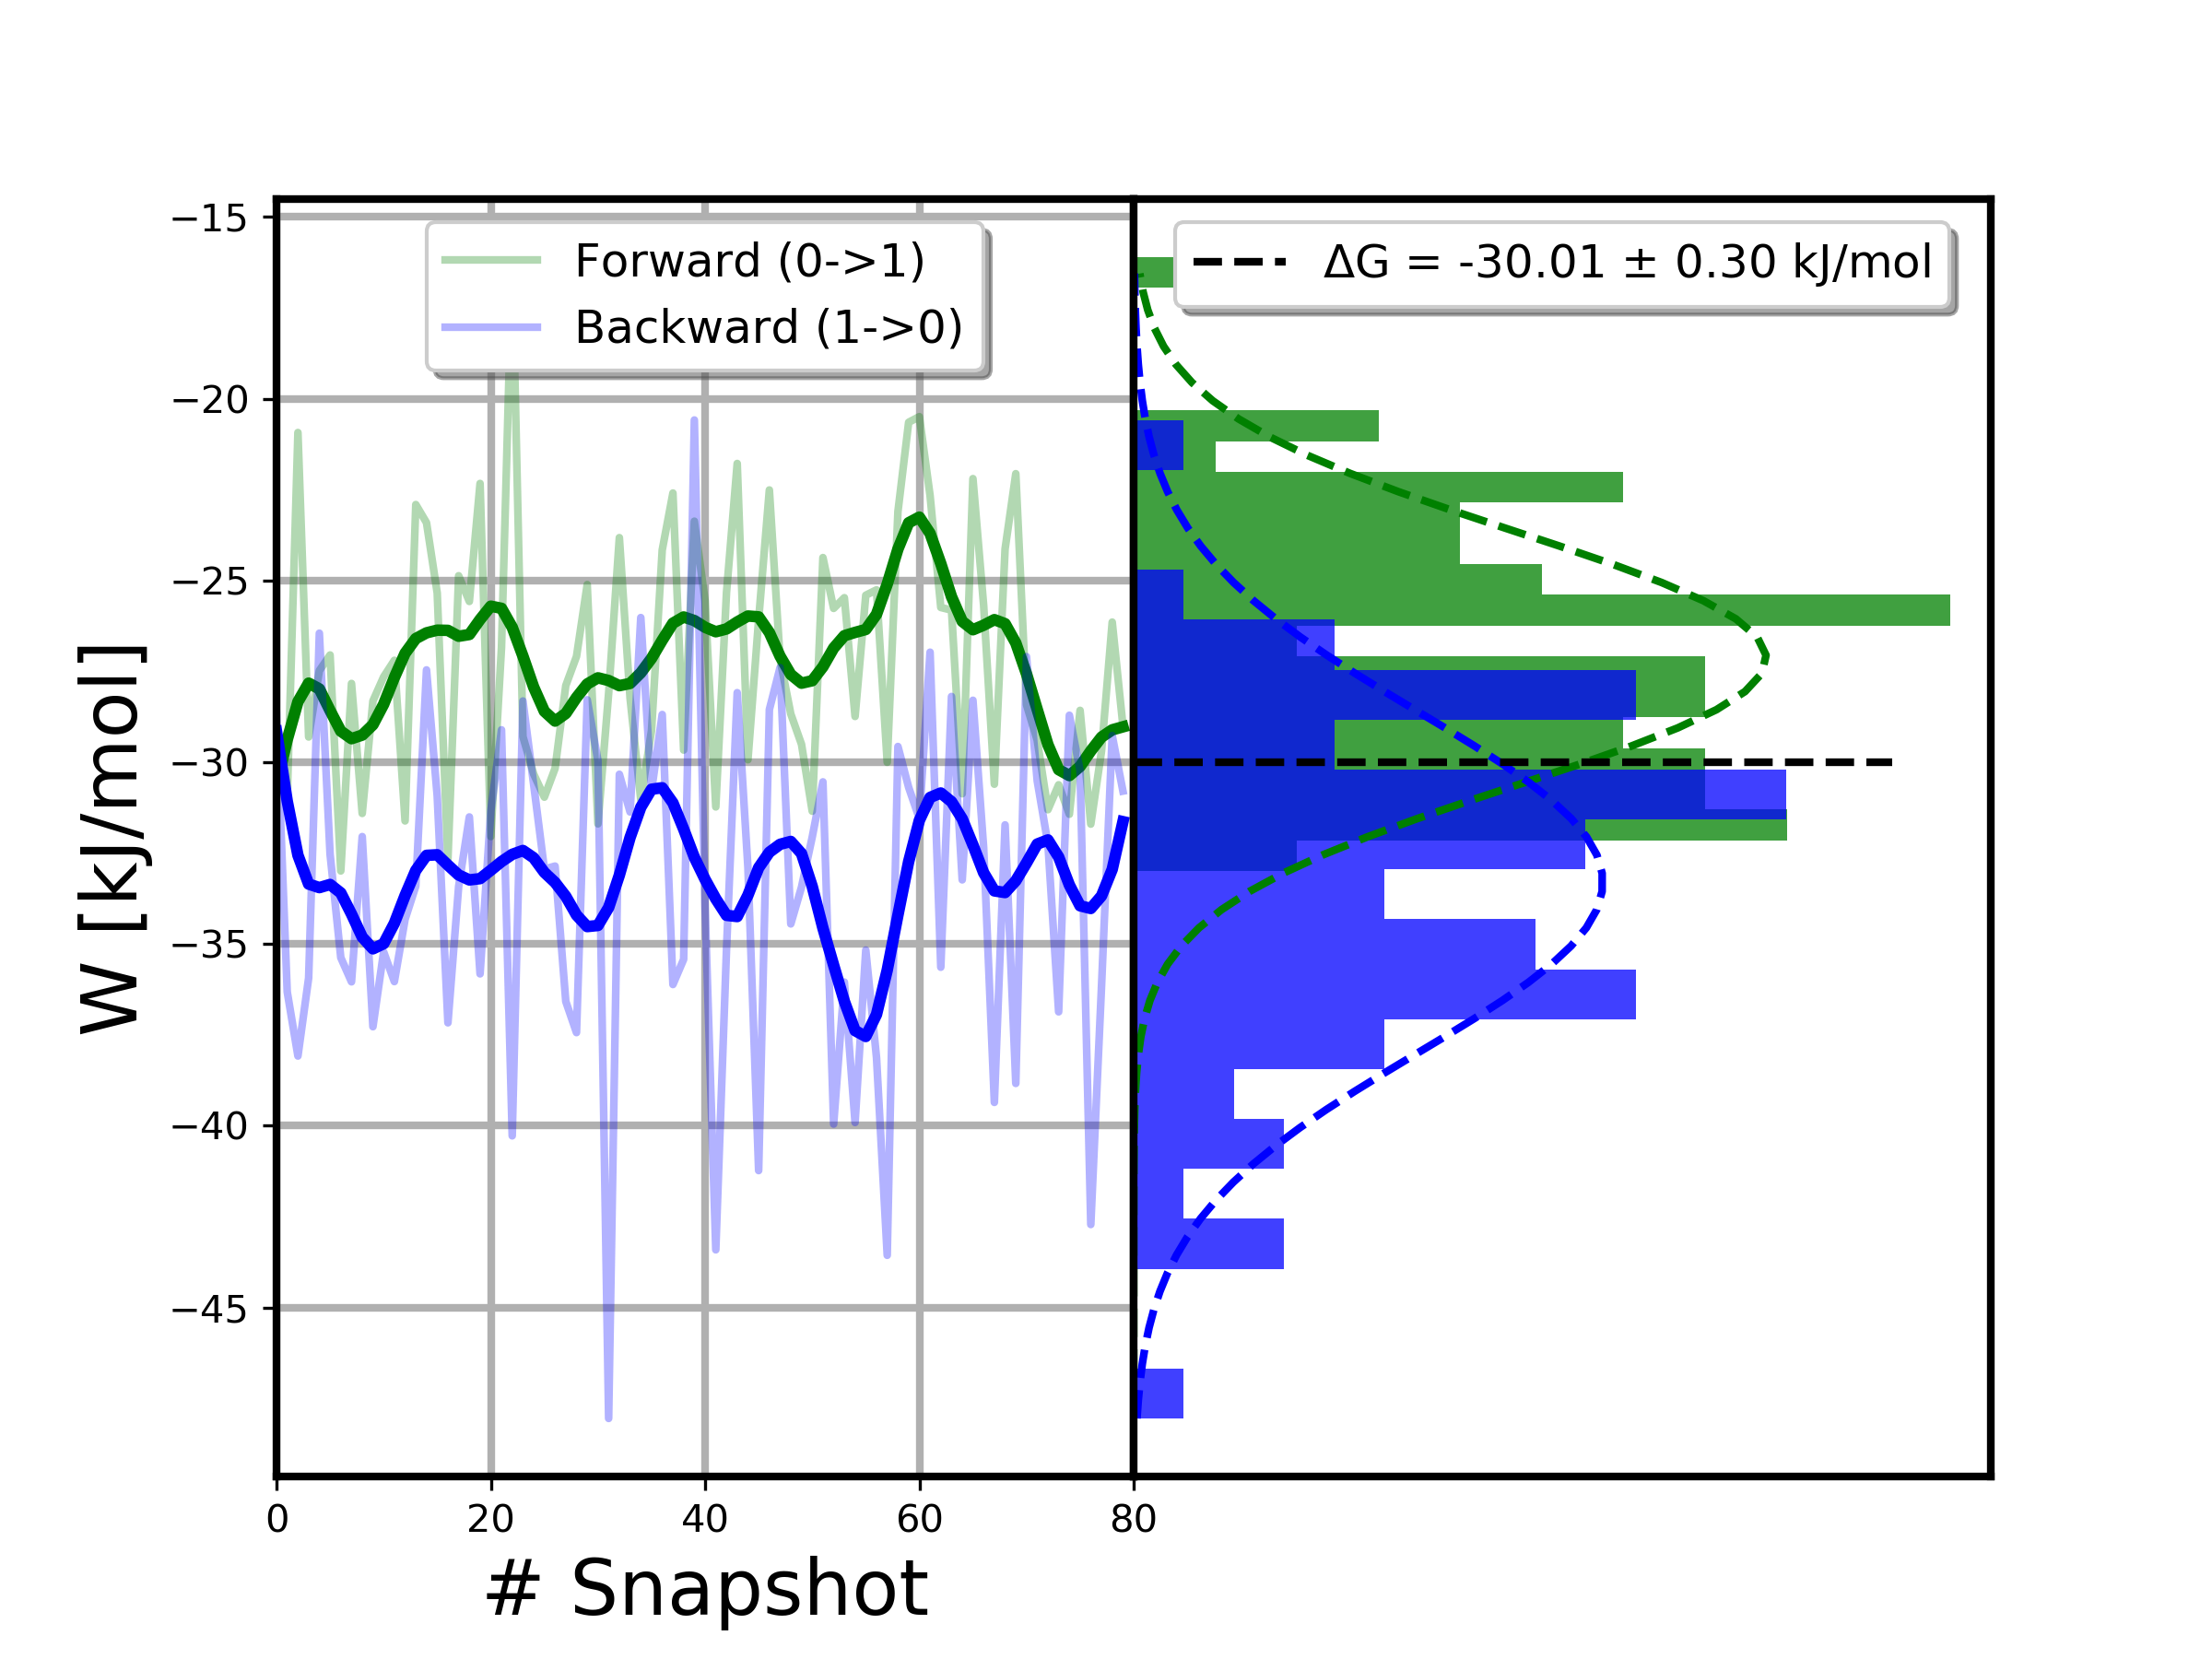 Forward (0->1)
Backward (1->0)
ΔG = -30.01 ± 0.30 kJ/mol
W [kJ/mol]
−15
−20
−25
−30
−35
−40
−45
0 20 40 60 80
# Snapshot